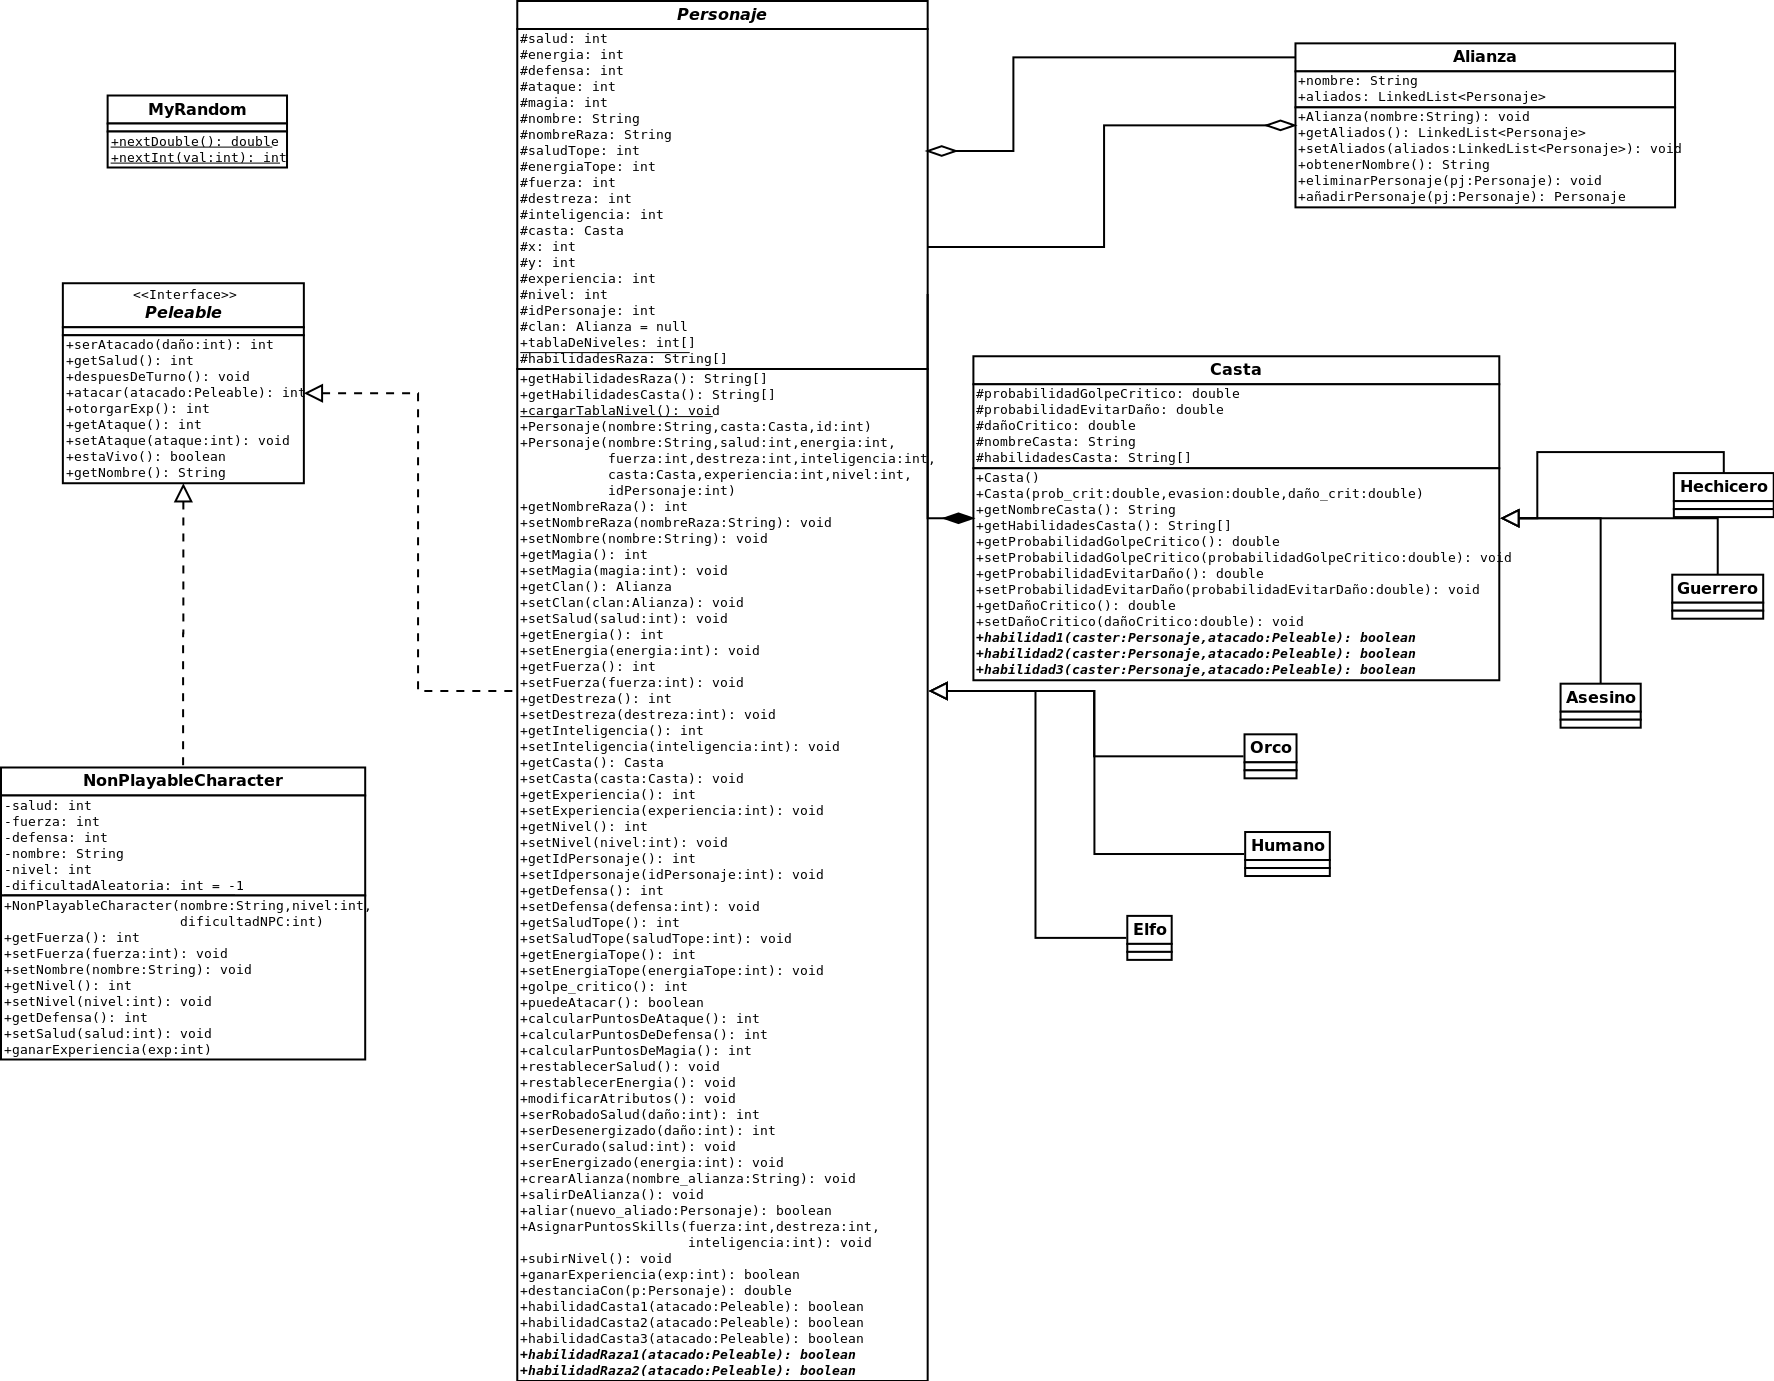 MyRandom
+nextDouble(): double
+nextInt(val:int): int
<<Interface>>
Peleable
+serAtacado(daño:int): int
+getSalud(): int
+despuesDeTurno(): void
+atacar(atacado:Peleable): int
+otorgarExp(): int
+getAtaque(): int
+setAtaque(ataque:int): void
+estaVivo(): boolean
+getNombre(): String
NonPlayableCharacter
-salud: int
-fuerza: int
-defensa: int
-nombre: String
-nivel: int
-dificultadAleatoria: int = -1
+NonPlayableCharacter(nombre:String,nivel:int,
dificultadNPC:int)
+getFuerza(): int
+setFuerza(fuerza:int): void
+setNombre(nombre:String): void
+getNivel(): int
+setNivel(nivel:int): void
+getDefensa(): int
+setSalud(salud:int): void
+ganarExperiencia(exp:int)
Personaje
#salud: int
#energia: int
#defensa: int
#ataque: int
#magia: int
#nombre: String
#nombreRaza: String
#saludTope: int
#energiaTope: int
#fuerza: int
#destreza: int
#inteligencia: int
#casta: Casta
#x: int
#y: int
#experiencia: int
#nivel: int
#idPersonaje: int
#clan: Alianza = null
+tablaDeNiveles: int[]
#habilidadesRaza: String[]
+getHabilidadesRaza(): String[]
+getHabilidadesCasta(): String[]
+cargarTablaNivel(): void
+Personaje(nombre:String,casta:Casta,id:int)
+Personaje(nombre:String,salud:int,energia:int,
fuerza:int,destreza:int,inteligencia:int,
casta:Casta,experiencia:int,nivel:int,
idPersonaje:int)
+getNombreRaza(): int
+setNombreRaza(nombreRaza:String): void
+setNombre(nombre:String): void
+getMagia(): int
+setMagia(magia:int): void
+getClan(): Alianza
+setClan(clan:Alianza): void
+setSalud(salud:int): void
+getEnergia(): int
+setEnergia(energia:int): void
+getFuerza(): int
+setFuerza(fuerza:int): void
+getDestreza(): int
+setDestreza(destreza:int): void
+getInteligencia(): int
+setInteligencia(inteligencia:int): void
+getCasta(): Casta
+setCasta(casta:Casta): void
+getExperiencia(): int
+setExperiencia(experiencia:int): void
+getNivel(): int
+setNivel(nivel:int): void
+getIdPersonaje(): int
+setIdpersonaje(idPersonaje:int): void
+getDefensa(): int
+setDefensa(defensa:int): void
+getSaludTope(): int
+setSaludTope(saludTope:int): void
+getEnergiaTope(): int
+setEnergiaTope(energiaTope:int): void
+golpe_critico(): int
+puedeAtacar(): boolean
+calcularPuntosDeAtaque(): int
+calcularPuntosDeDefensa(): int
+calcularPuntosDeMagia(): int
+restablecerSalud(): void
+restablecerEnergia(): void
+modificarAtributos(): void
+serRobadoSalud(daño:int): int
+serDesenergizado(daño:int): int
+serCurado(salud:int): void
+serEnergizado(energia:int): void
+crearAlianza(nombre_alianza:String): void
+salirDeAlianza(): void
+aliar(nuevo_aliado:Personaje): boolean
+AsignarPuntosSkills(fuerza:int,destreza:int,
inteligencia:int): void
+subirNivel(): void
+ganarExperiencia(exp:int): boolean
+destanciaCon(p:Personaje): double
+habilidadCasta1(atacado:Peleable): boolean
+habilidadCasta2(atacado:Peleable): boolean
+habilidadCasta3(atacado:Peleable): boolean
+habilidadRaza1(atacado:Peleable): boolean
+habilidadRaza2(atacado:Peleable): boolean
Alianza
+nombre: String
+aliados: LinkedList<Personaje>
+Alianza(nombre:String): void
+getAliados(): LinkedList<Personaje>
+setAliados(aliados:LinkedList<Personaje>): void
+obtenerNombre(): String
+eliminarPersonaje(pj:Personaje): void
+añadirPersonaje(pj:Personaje): Personaje
Casta
#probabilidadGolpeCritico: double
#probabilidadEvitarDaño: double
#dañoCritico: double
#nombreCasta: String
#habilidadesCasta: String[]
+Casta()
+Casta(prob_crit:double,evasion:double,daño_crit:double)
+getNombreCasta(): String
+getHabilidadesCasta(): String[]
+getProbabilidadGolpeCritico(): double
+setProbabilidadGolpeCritico(probabilidadGolpeCritico:double): void
+getProbabilidadEvitarDaño(): double
+setProbabilidadEvitarDaño(probabilidadEvitarDaño:double): void
+getDañoCritico(): double
+setDañoCritico(dañoCritico:double): void
+habilidad1(caster:Personaje,atacado:Peleable): boolean
+habilidad2(caster:Personaje,atacado:Peleable): boolean
+habilidad3(caster:Personaje,atacado:Peleable): boolean
Hechicero
Guerrero
Asesino
Orco
Humano
Elfo